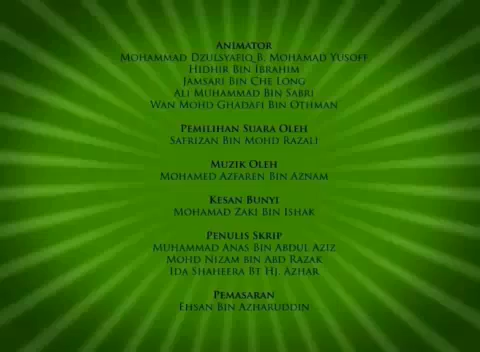 Animator
Mohammad Dzulsyafiq B. Mohamad Yusoff
Hidhir Bin Ibrahim
Jamsari Bin Che Long
Ali Muhammad Bin Sabri
Wan Mohd Ghadafi Bin Othman
Pemilihan Suara Oleh
Safrizan Bin Mohd Razali
Muzik Oleh
Mohamed Azfaren Bin Aznam
Kesan Bunyi
Mohamad Zaki Bin Ishak
Penulis Skrip
Muhammad Anas Bin Abdul Aziz
Mohd Nizam bin Abd Razak
Ida Shaheera Bt Hj. Azhar
Pemasaran
Ehsan Bin Azharuddin